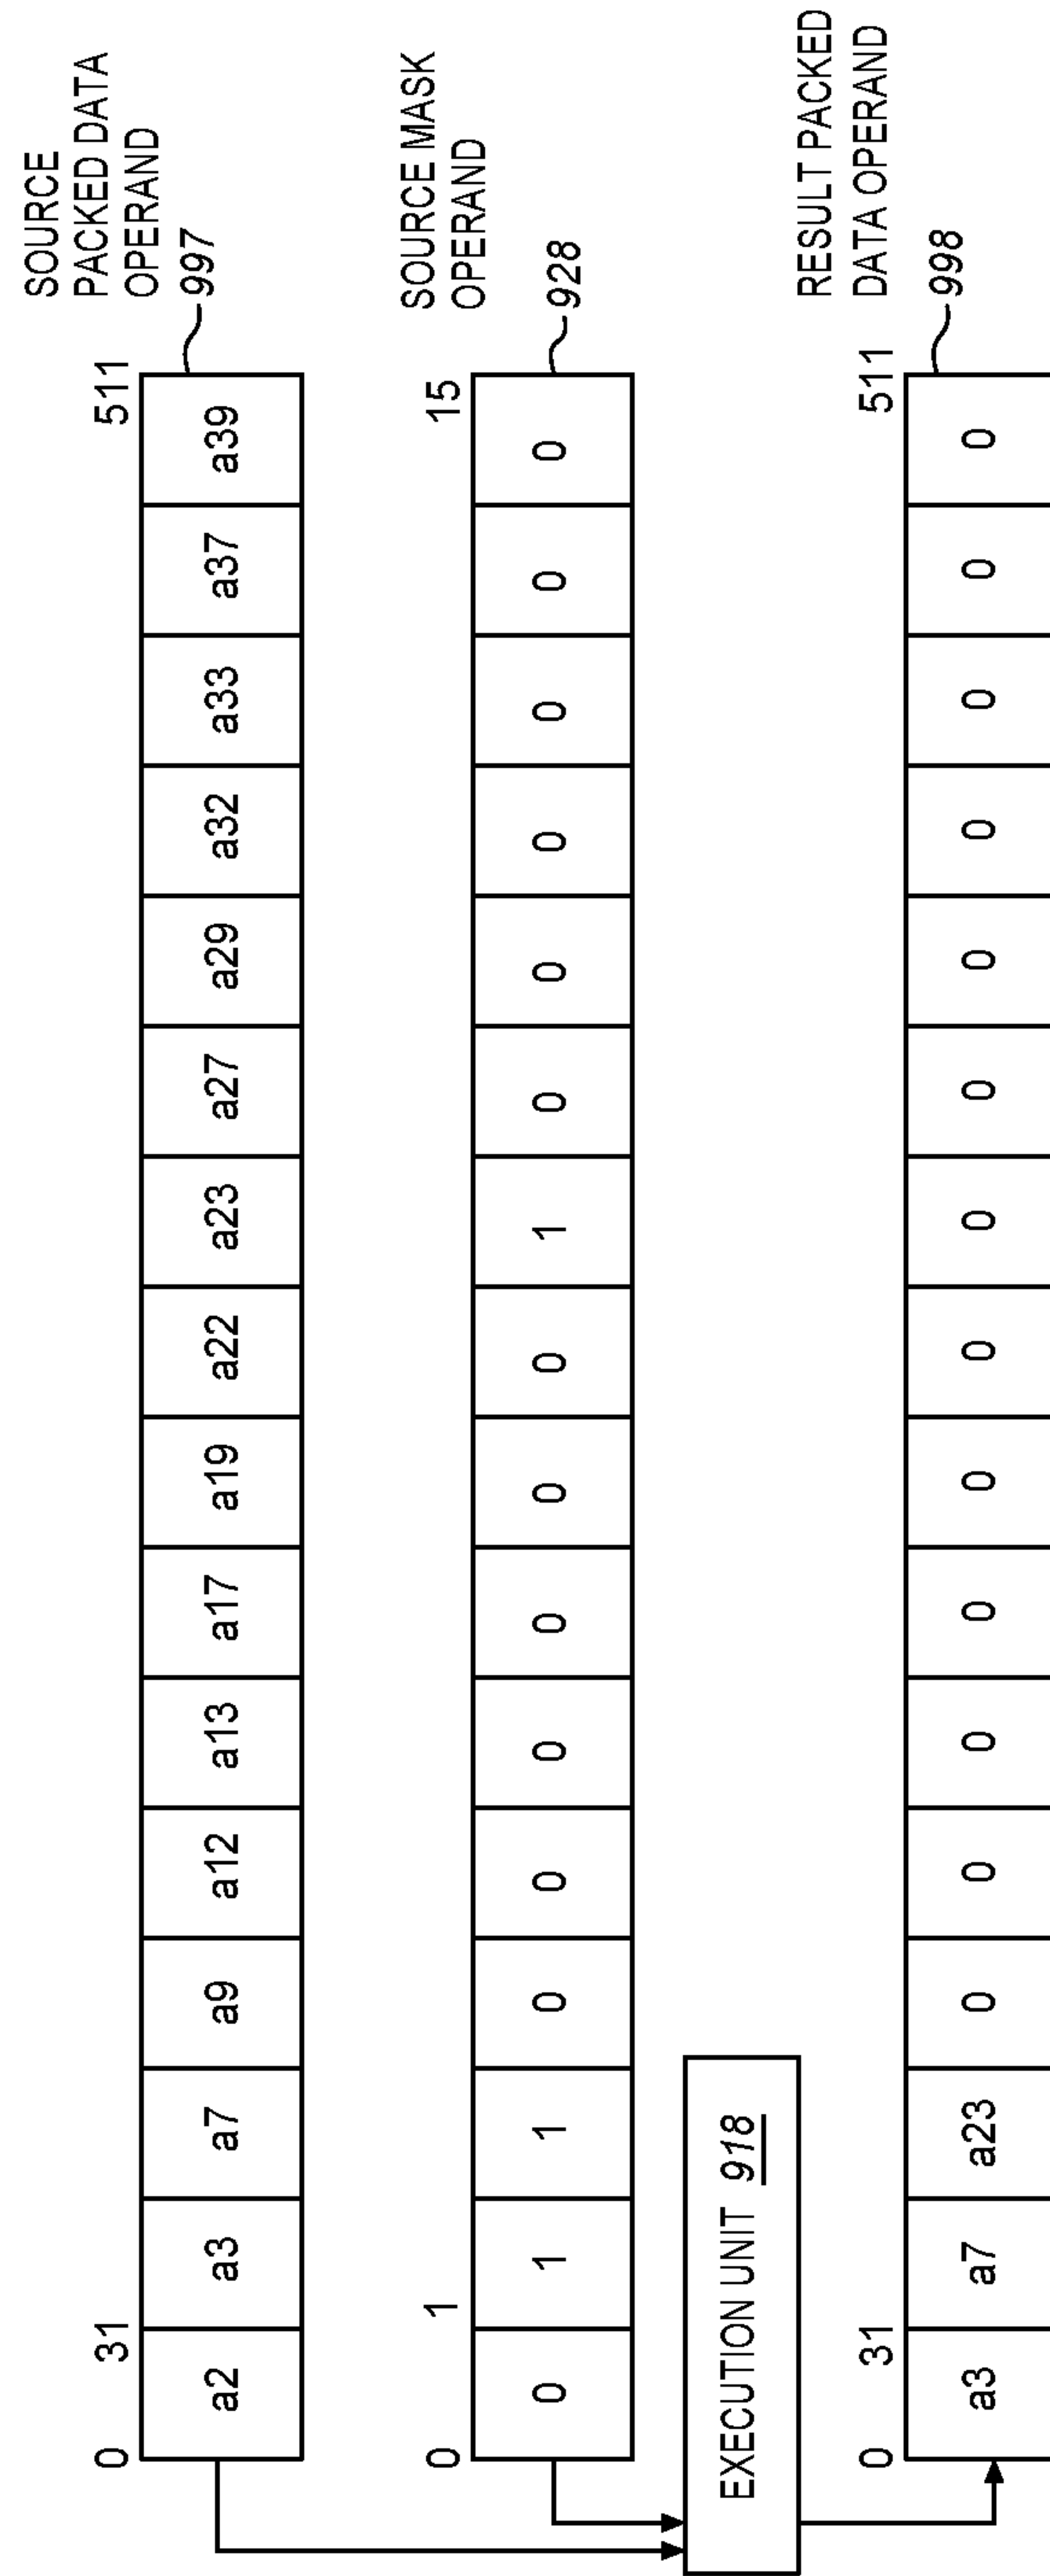 SOURCE
PACKED DATA
OPERAND
997
0 31 511
a2 a3 a7 a9 a12 a13 a17 a19 a22 a23 a27 a29 a32 a33 a37 a39
SOURCE MASK
OPERAND
928
0 1 15
0 1 1 0 0 0 0 0 0 1 0 0 0 0 0 0
EXECUTION UNIT 918
RESULT PACKED
DATA OPERAND
998
0 31 511
a3 a7 a23 0 0 0 0 0 0 0 0 0 0 0 0 0